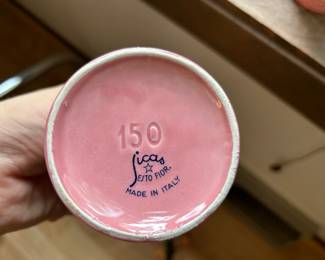 150
Sicas
☆
SESTO FIOR.
MADE IN ITALY